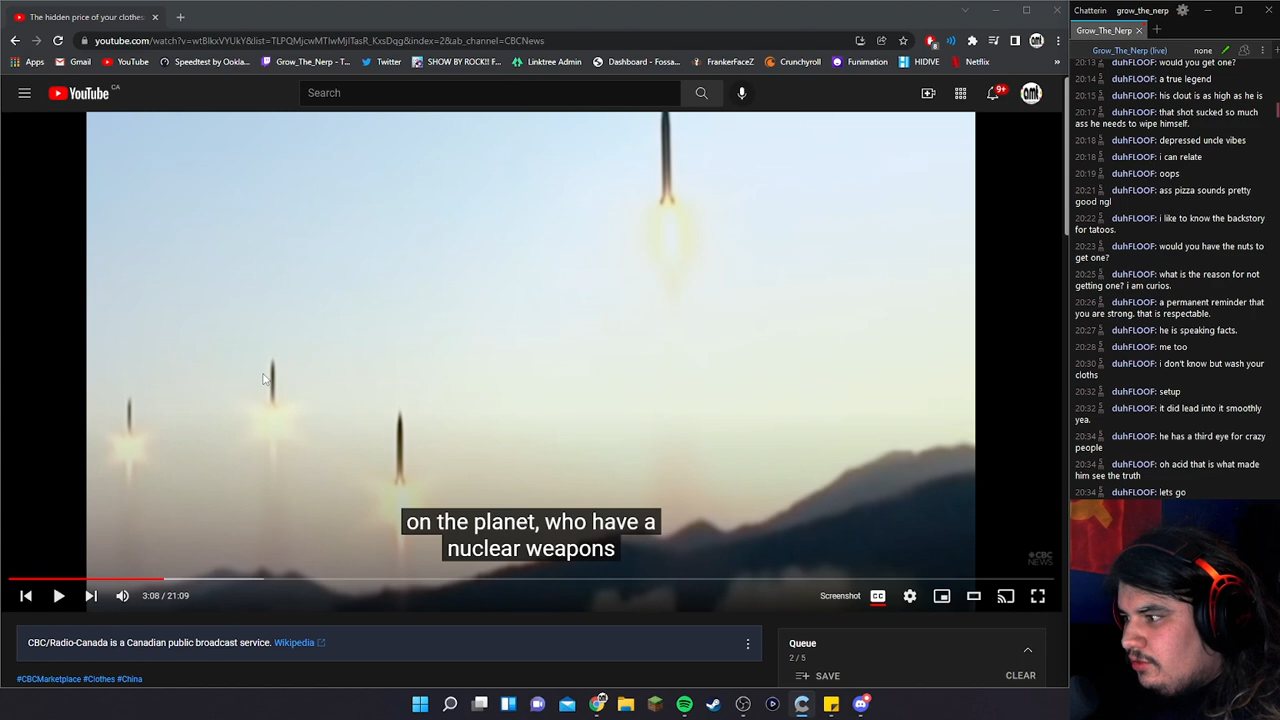 The hidden price of your clothes
youtube.com/watch?v=wtBlkxVYUkY&list=TLPQMjcwMTIwMjITasR_KxsDqg&index=2&ab_channel=CBCNews
Apps Gmail YouTube Speedtest by Ookla... Grow_The_Nerp - T... Twitter SHOW BY ROCK!! F... Linktree Admin Dashboard - Fossa... FrankerFaceZ Crunchyroll Funimation HIDIVE Netflix
YouTube CA
Search
9+
on the planet, who have a
nuclear weapons
CBC
NEWS
3:08 / 21:09
Screenshot
CC
CBC/Radio-Canada is a Canadian public broadcast service. Wikipedia
#CBCMarketplace #Clothes #China
Queue
2 / 5
SAVE
CLEAR
Chatterin grow_the_nerp
Grow_The_Nerp
Grow_The_Nerp (live) none
20:13 would you get one?
20:14 duhFLOOF: a true legend
20:15 duhFLOOF: his clout is as high as he is
20:17 duhFLOOF: that shot sucked so much
ass he needs to wipe himself.
20:18 duhFLOOF: depressed uncle vibes
20:18 duhFLOOF: i can relate
20:19 duhFLOOF: oops
20:21 duhFLOOF: ass pizza sounds pretty
good ngl
20:22 duhFLOOF: i like to know the backstory
for tatoos.
20:23 duhFLOOF: would you have the nuts to
get one?
20:25 duhFLOOF: what is the reason for not
getting one? i am curios.
20:26 duhFLOOF: a permanent reminder that
you are strong. that is respectable.
20:27 duhFLOOF: he is speaking facts.
20:28 duhFLOOF: me too
20:30 duhFLOOF: i don't know but wash your
cloths
20:32 duhFLOOF: setup
20:32 duhFLOOF: it did lead into it smoothly
yea.
20:34 duhFLOOF: he has a third eye for crazy
people
20:34 duhFLOOF: oh acid that is what made
him see the truth
20:34 duhFLOOF: lets go